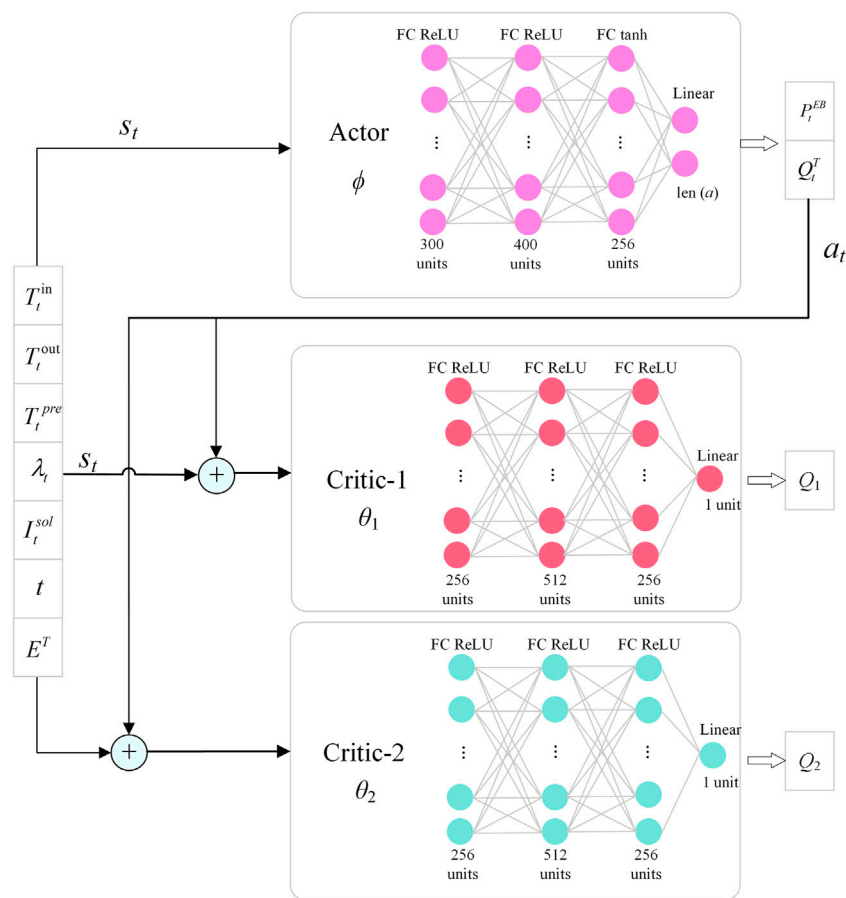 FC ReLU FC ReLU FC tanh
Linear
s_t
Actor
ϕ
len (a)
300 units
400 units
256 units
P_t^{EB}
Q_t^T
a_t
T_t^{in}
T_t^{out}
T_t^{pre}
λ_t
I_t^{sol}
t
E^T
s_t
+
FC ReLU FC ReLU FC ReLU
Linear
Critic-1
θ_1
1 unit
256 units
512 units
256 units
Q_1
+
FC ReLU FC ReLU FC ReLU
Linear
Critic-2
θ_2
1 unit
256 units
512 units
256 units
Q_2